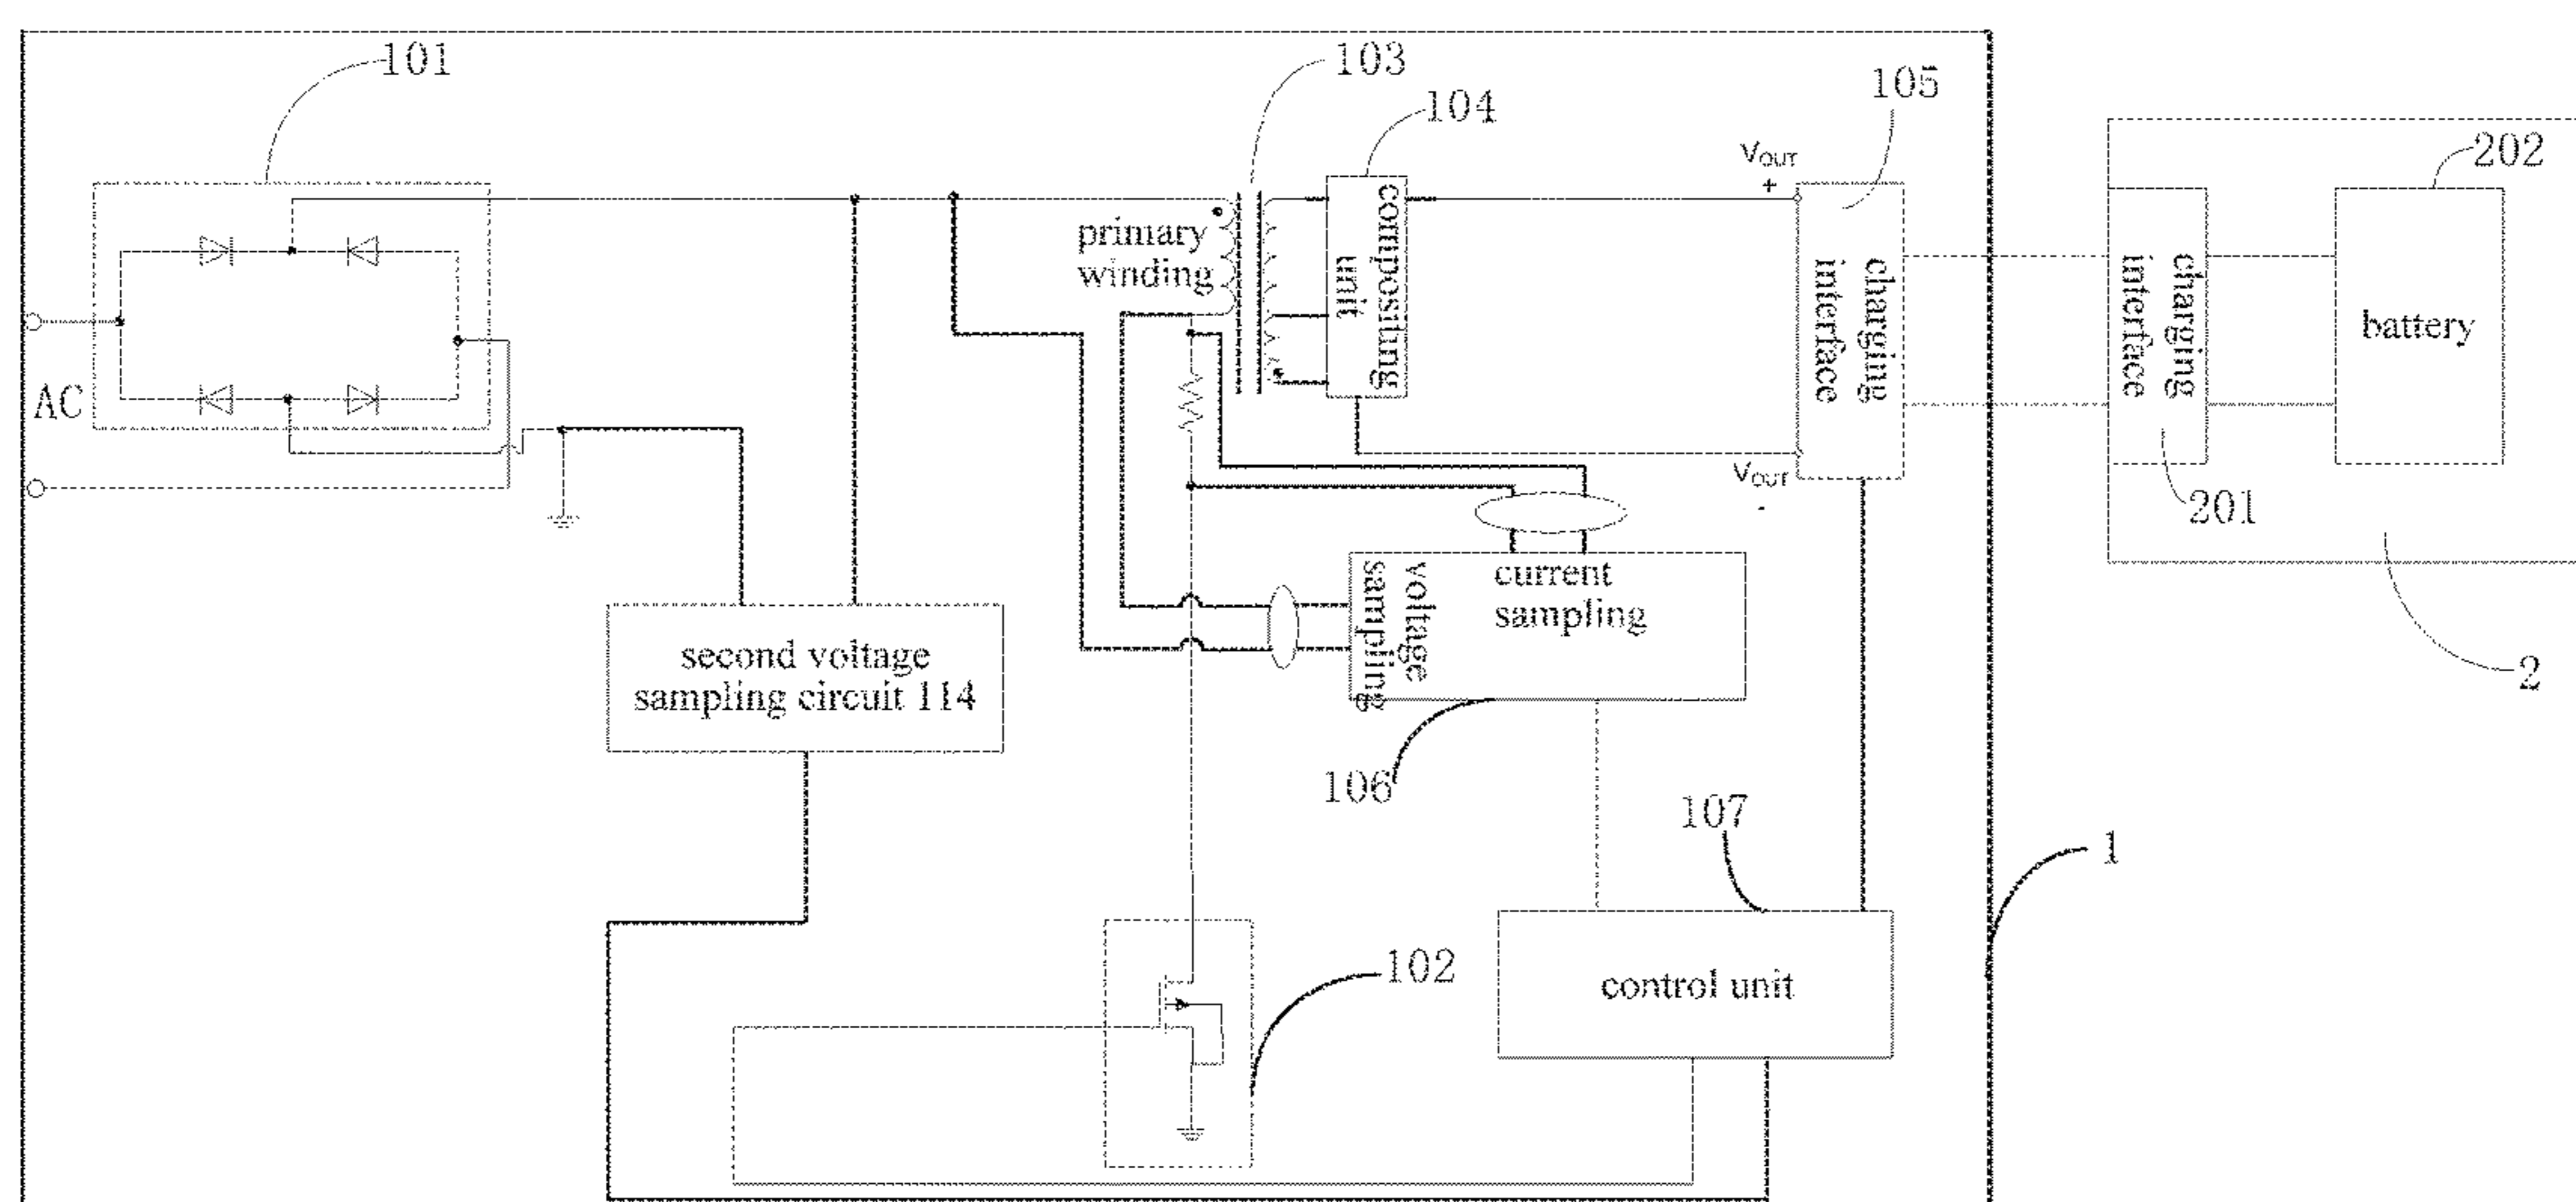 101
103
104
105
202
VOUT
+
primary
winding
compositing
unit
charging
interface
charging
interface
battery
AC
VOUT
-
201
2
current
sampling
voltage
sampling
second voltage
sampling circuit 114
106
107
1
102
control unit